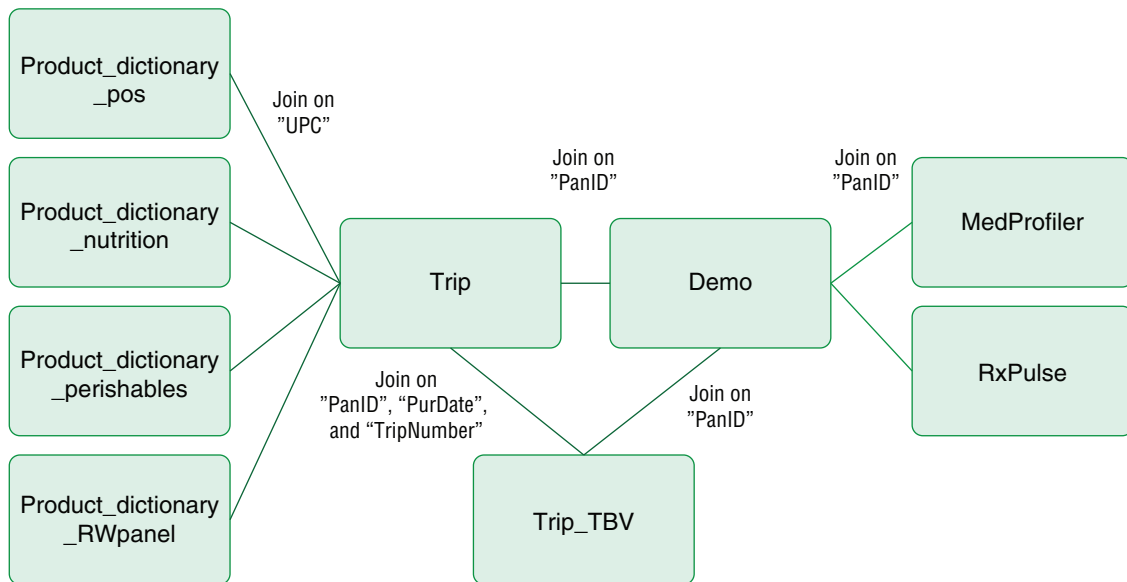 Product_dictionary
_pos
Join on
”UPC”
Product_dictionary
_nutrition
Product_dictionary
_perishables
Product_dictionary
_RWpanel
Trip
Join on
”PanID”
Demo
Join on
”PanID”
MedProfiler
RxPulse
Join on
”PanID”, “PurDate”,
and “TripNumber”
Join on
”PanID”
Trip_TBV